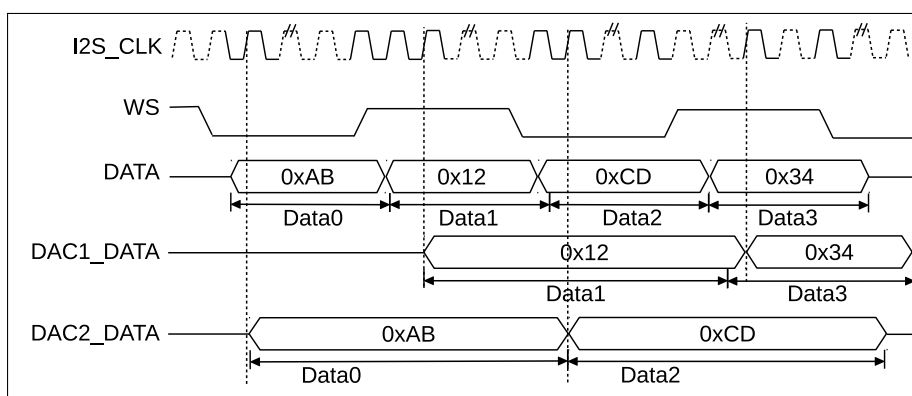 I2S_CLK
WS
DATA 0xAB 0x12 0xCD 0x34
Data0 Data1 Data2 Data3
DAC1_DATA 0x12 0x34
Data1 Data3
DAC2_DATA 0xAB 0xCD
Data0 Data2